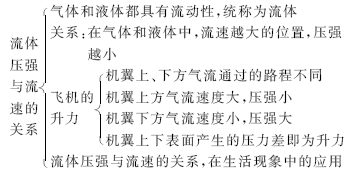 流体
压强
与流
速的
关系
气体和液体都具有流动性，统称为流体
关系：在气体和液体中，流速越大的位置，压强
越小
飞机的
升力
机翼上、下方气流通过的路程不同
机翼上方气流速度大，压强小
机翼下方气流速度小，压强大
机翼上下表面产生的压力差即为升力
流体压强与流速的关系，在生活现象中的应用